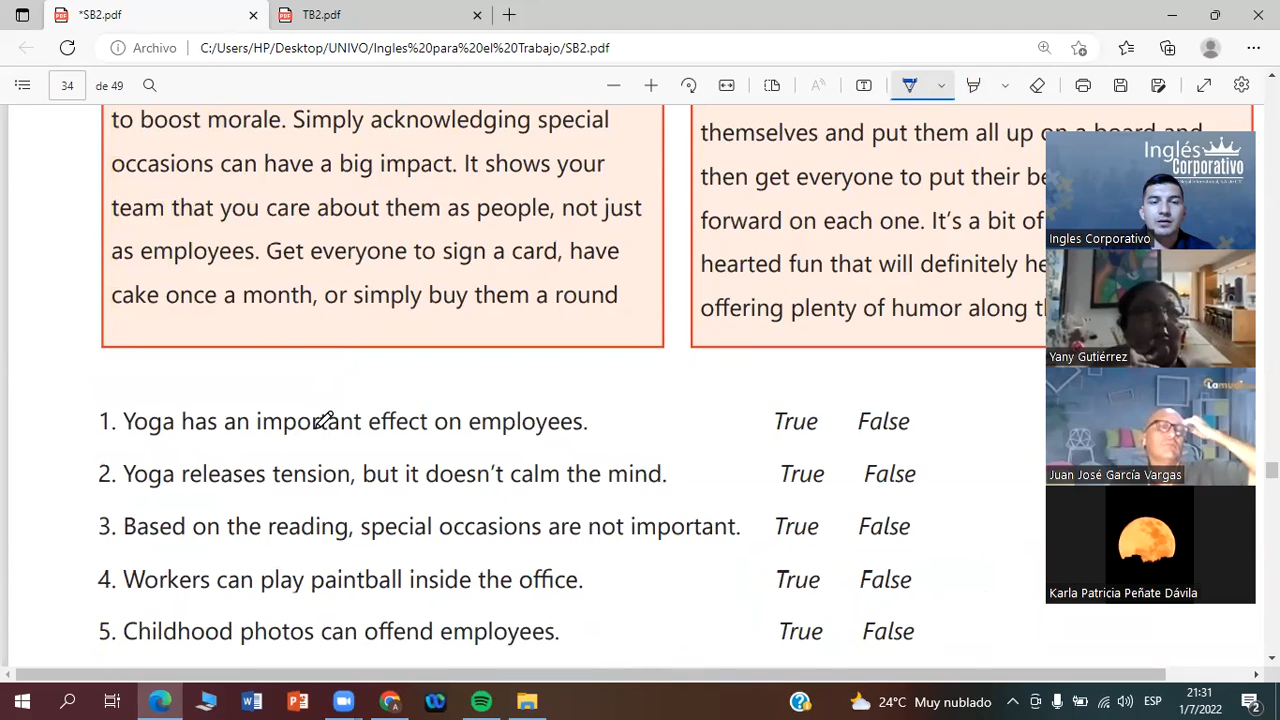 *SB2.pdf
TB2.pdf
Archivo C:/Users/HP/Desktop/UNIVO/Ingles%20para%20el%20Trabajo/SB2.pdf
34 de 49
to boost morale. Simply acknowledging special
occasions can have a big impact. It shows your
team that you care about them as people, not just
as employees. Get everyone to sign a card, have
cake once a month, or simply buy them a round
themselves and put them all up on a board and
then get everyone to put their be
forward on each one. It's a bit of
hearted fun that will definitely he
offering plenty of humor along th
1. Yoga has an important effect on employees. True False
2. Yoga releases tension, but it doesn't calm the mind. True False
3. Based on the reading, special occasions are not important. True False
4. Workers can play paintball inside the office. True False
5. Childhood photos can offend employees. True False
Inglés
Corporativo
Ingles Corporativo
Yany Gutiérrez
Juan José García Vargas
Karla Patricia Peñate Dávila
24°C Muy nublado
ESP
21:31
1/7/2022
2